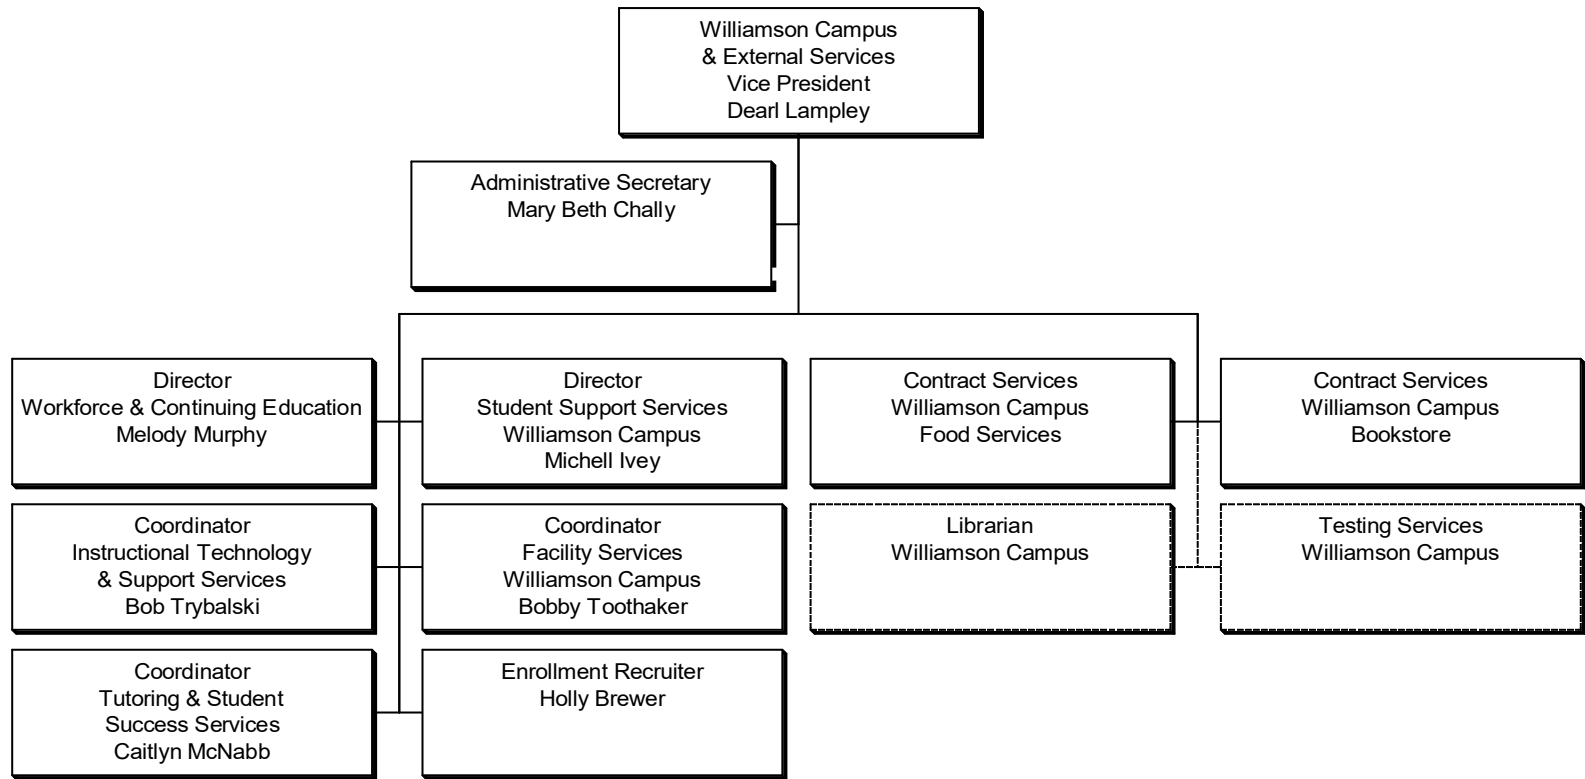 Williamson Campus
& External Services
Vice President
Dearl Lampley
Administrative Secretary
Mary Beth Chally
Director
Workforce & Continuing Education
Melody Murphy
Director
Student Support Services
Williamson Campus
Michell Ivey
Contract Services
Williamson Campus
Food Services
Contract Services
Williamson Campus
Bookstore
Coordinator
Instructional Technology
& Support Services
Bob Trybalski
Coordinator
Facility Services
Williamson Campus
Bobby Toothaker
Librarian
Williamson Campus
Testing Services
Williamson Campus
Coordinator
Tutoring & Student
Success Services
Caitlyn McNabb
Enrollment Recruiter
Holly Brewer